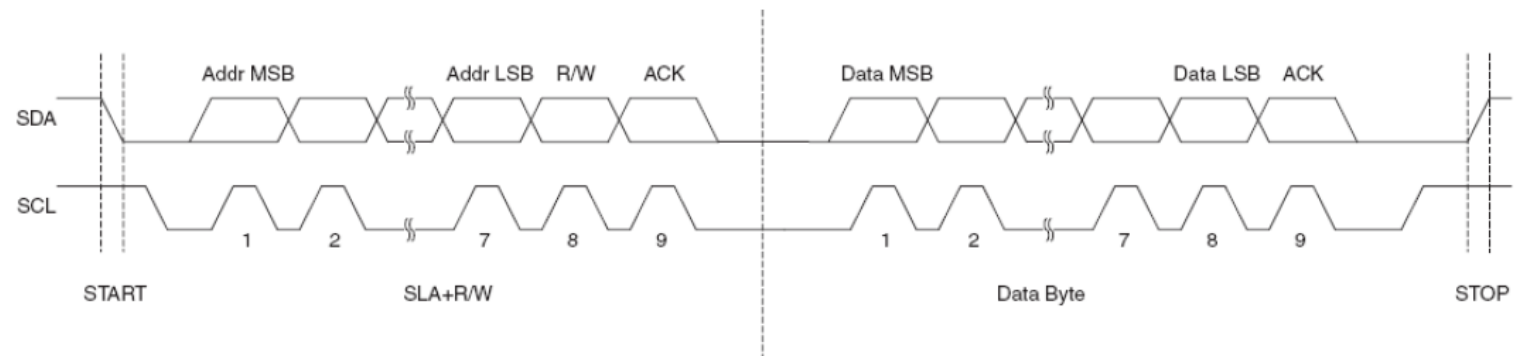 Addr MSB Addr LSB R/W ACK Data MSB Data LSB ACK
SDA
SCL
1 2 7 8 9 1 2 7 8 9
START SLA+R/W Data Byte STOP